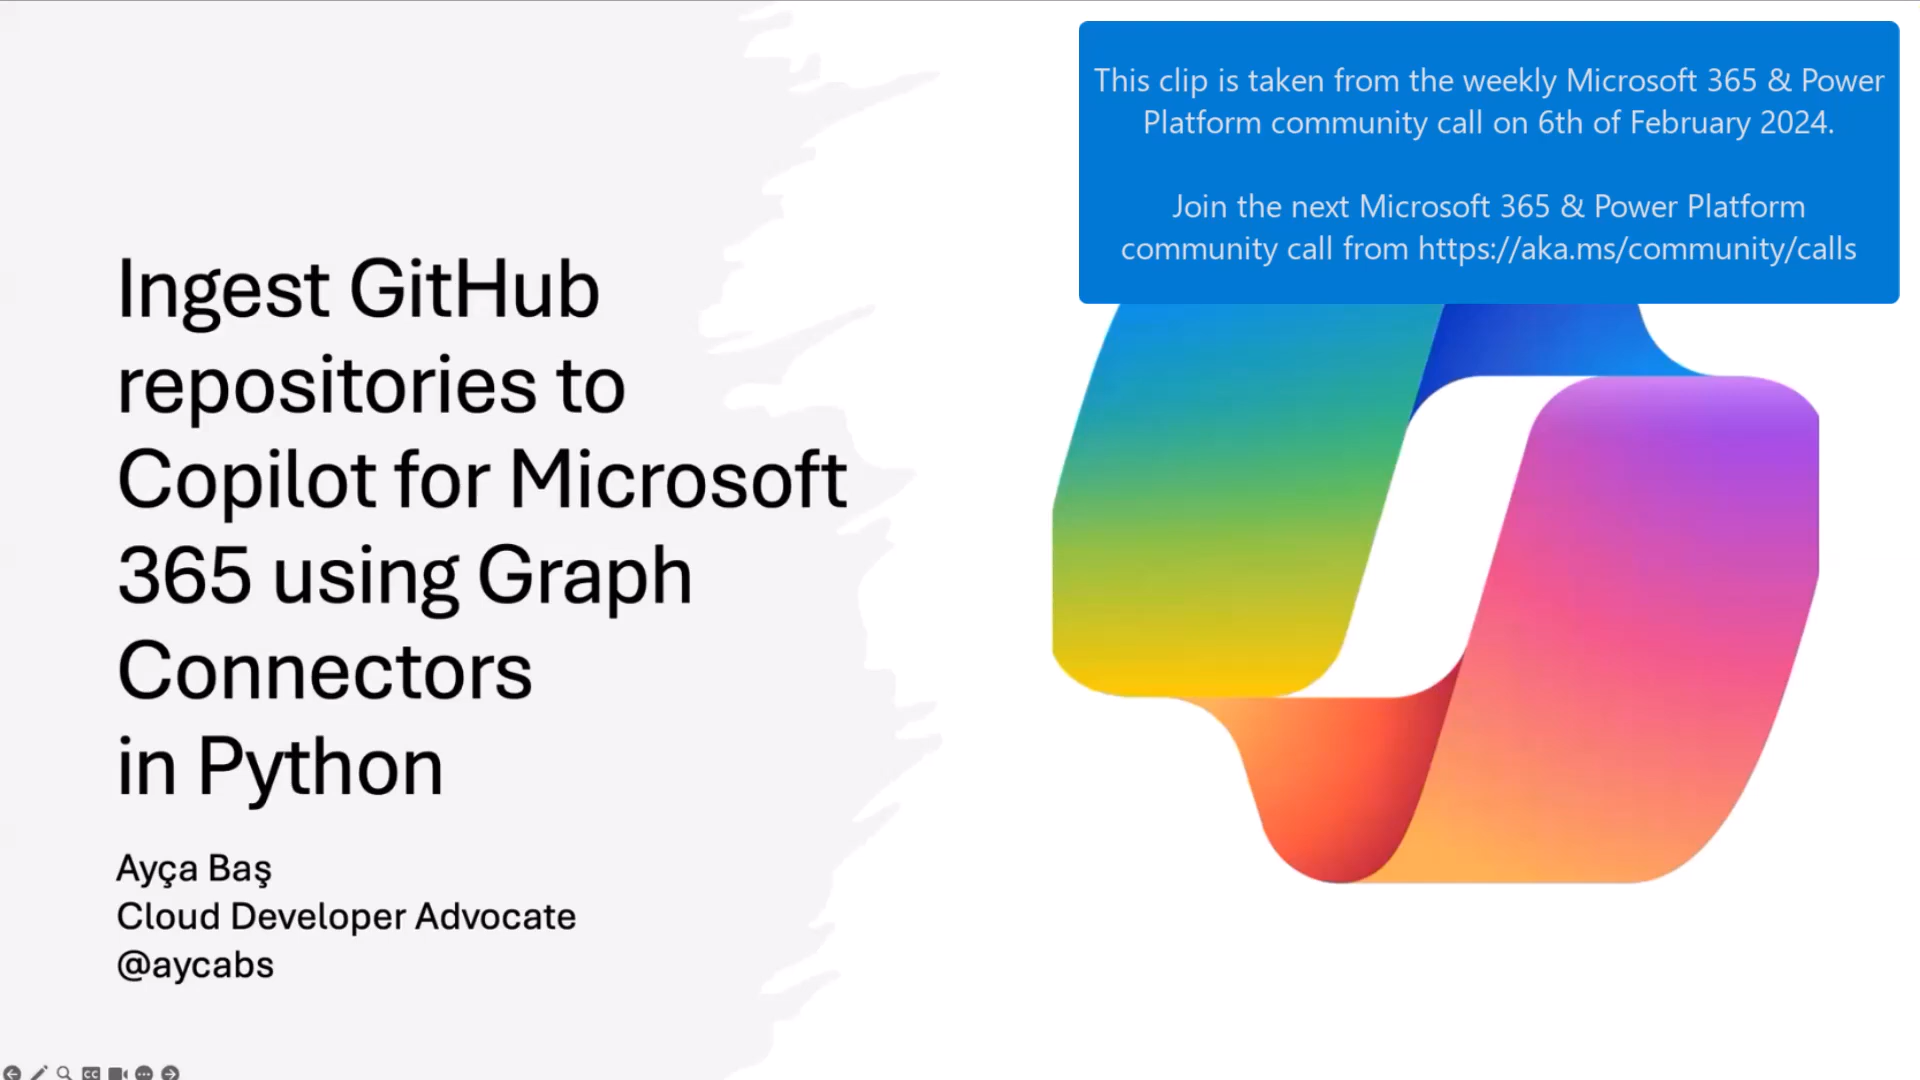 Ingest GitHub
repositories to
Copilot for Microsoft
365 using Graph
Connectors
in Python
Ayça Baş
Cloud Developer Advocate
@aycabs
This clip is taken from the weekly Microsoft 365 & Power
Platform community call on 6th of February 2024.
Join the next Microsoft 365 & Power Platform
community call from https://aka.ms/community/calls
CC